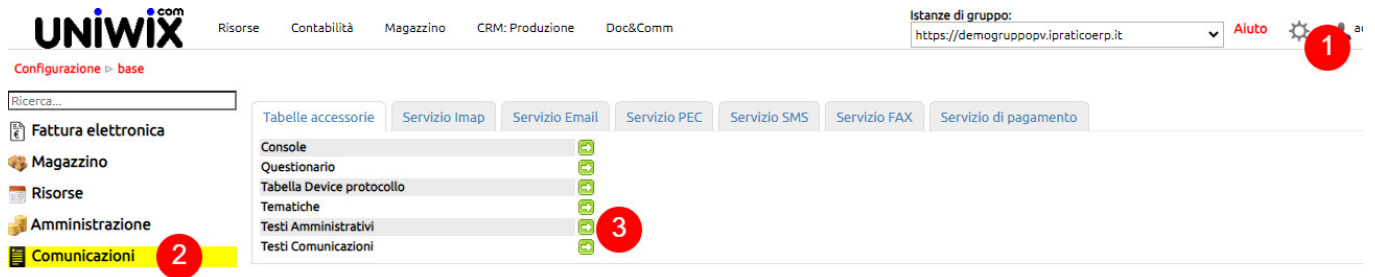 UNIWIX.com
Risorse Contabilità Magazzino CRM: Produzione Doc&Comm
Istanze di gruppo:
https://demogruppopv.ipraticoerp.it
Aiuto
1
Configurazione ▹ base
Ricerca...
Fattura elettronica
Magazzino
Risorse
Amministrazione
Comunicazioni
2
Tabelle accessorie Servizio Imap Servizio Email Servizio PEC Servizio SMS Servizio FAX Servizio di pagamento
Console
Questionario
Tabella Device protocollo
Tematiche
Testi Amministrativi
3
Testi Comunicazioni